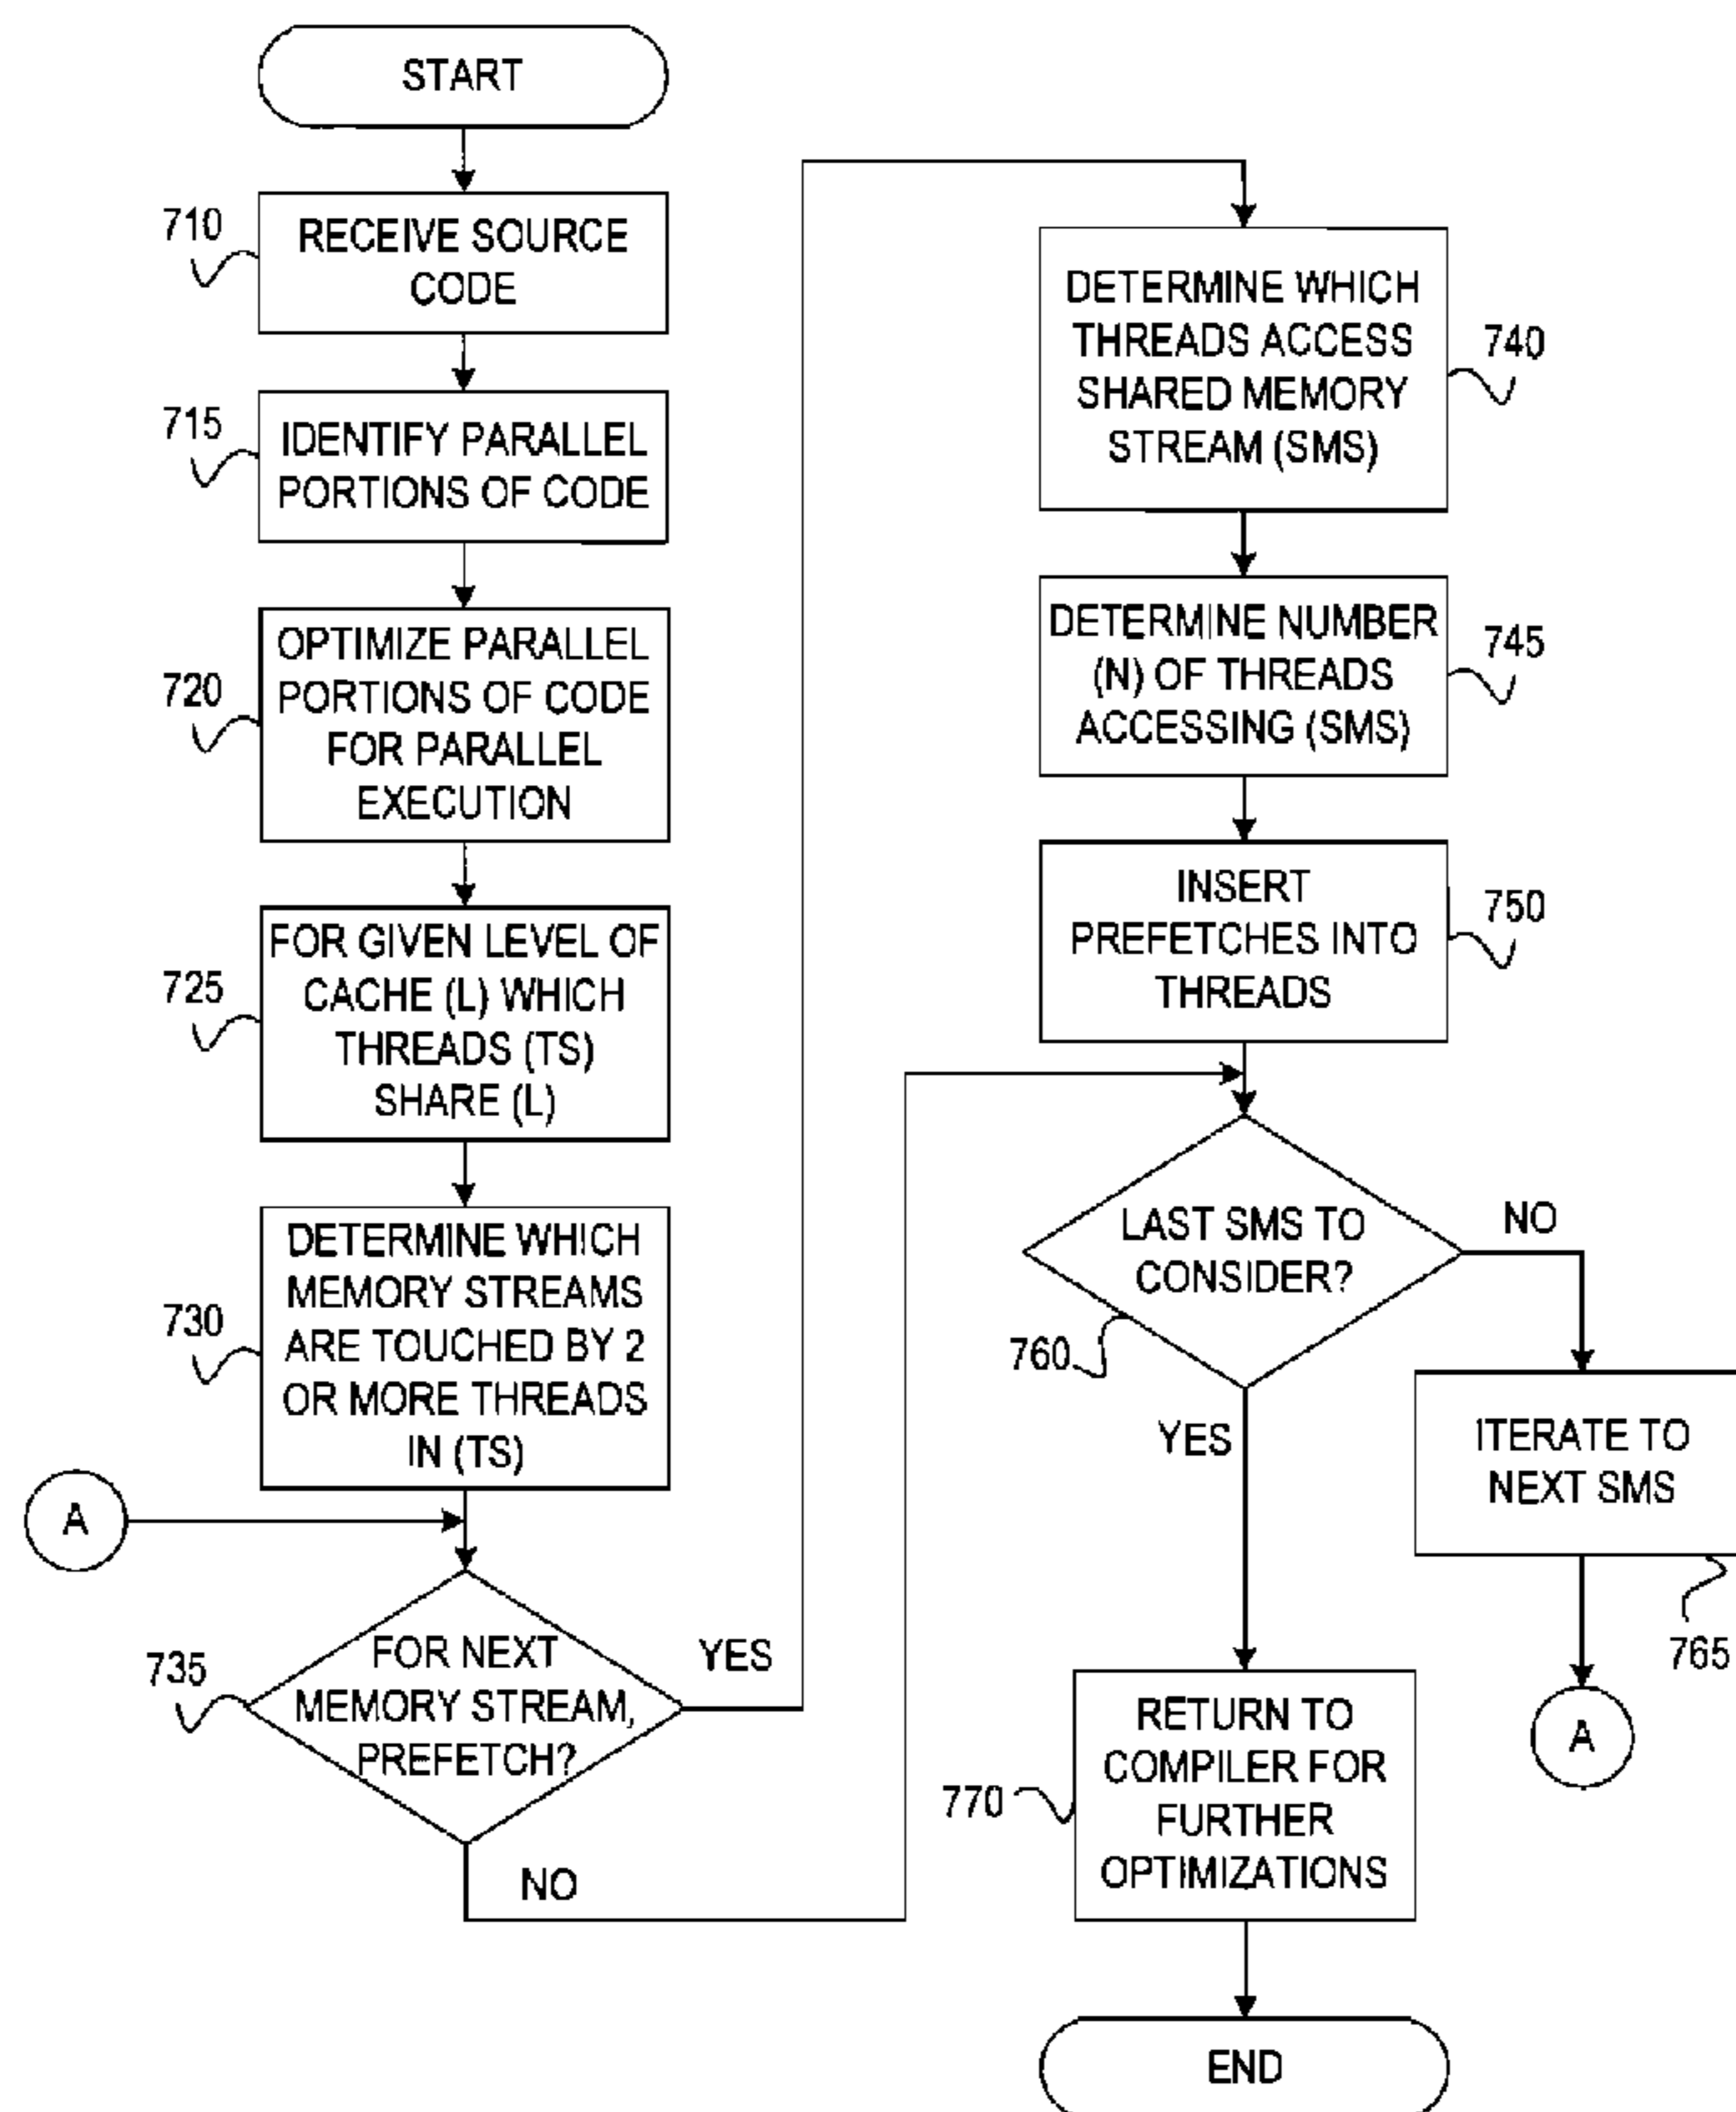 START
710
RECEIVE SOURCE
CODE
715
IDENTIFY PARALLEL
PORTIONS OF CODE
720
OPTIMIZE PARALLEL
PORTIONS OF CODE
FOR PARALLEL
EXECUTION
725
FOR GIVEN LEVEL OF
CACHE (L) WHICH
THREADS (TS)
SHARE (L)
730
DETERMINE WHICH
MEMORY STREAMS
ARE TOUCHED BY 2
OR MORE THREADS
IN (TS)
A
735
FOR NEXT
MEMORY STREAM,
PREFETCH?
YES
NO
DETERMINE WHICH
THREADS ACCESS
SHARED MEMORY
STREAM (SMS)
740
DETERMINE NUMBER
(N) OF THREADS
ACCESSING (SMS)
745
INSERT
PREFETCHES INTO
THREADS
750
LAST SMS TO
CONSIDER?
760
NO
YES
ITERATE TO
NEXT SMS
765
A
RETURN TO
COMPILER FOR
FURTHER
OPTIMIZATIONS
770
END